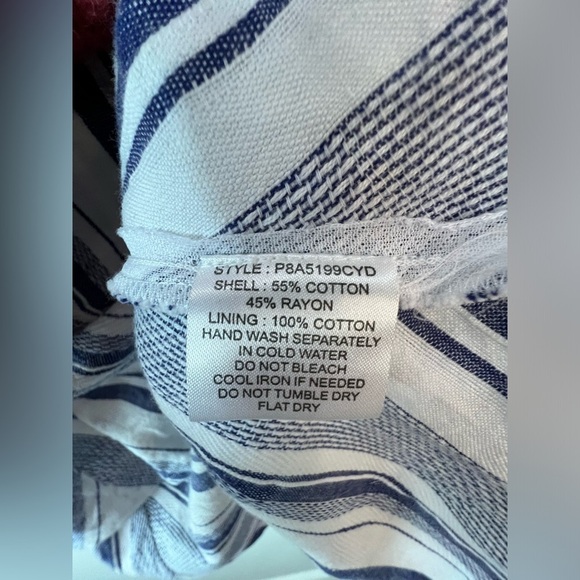 STYLE : P8A5199CYD
SHELL : 55% COTTON
45% RAYON
LINING : 100% COTTON
HAND WASH SEPARATELY
IN COLD WATER
DO NOT BLEACH
COOL IRON IF NEEDED
DO NOT TUMBLE DRY
FLAT DRY